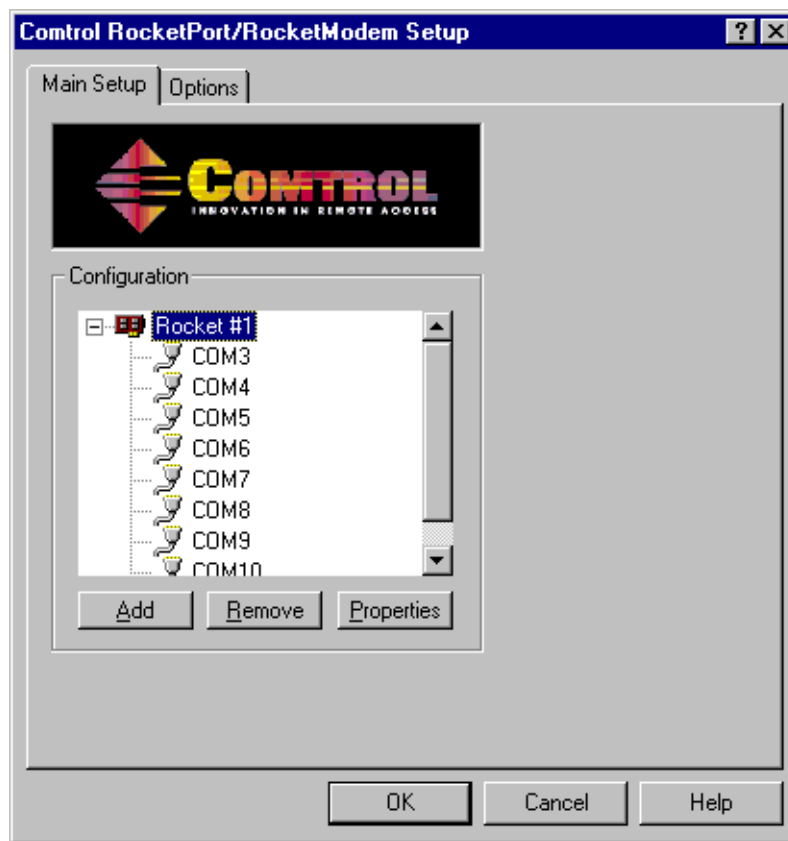 Comtrol RocketPort/RocketModem Setup
Main Setup
Options
COMTROL
INNOVATION IN REMOTE ACCESS
Configuration
Rocket #1
COM3
COM4
COM5
COM6
COM7
COM8
COM9
COM10
Add Remove Properties
OK Cancel Help